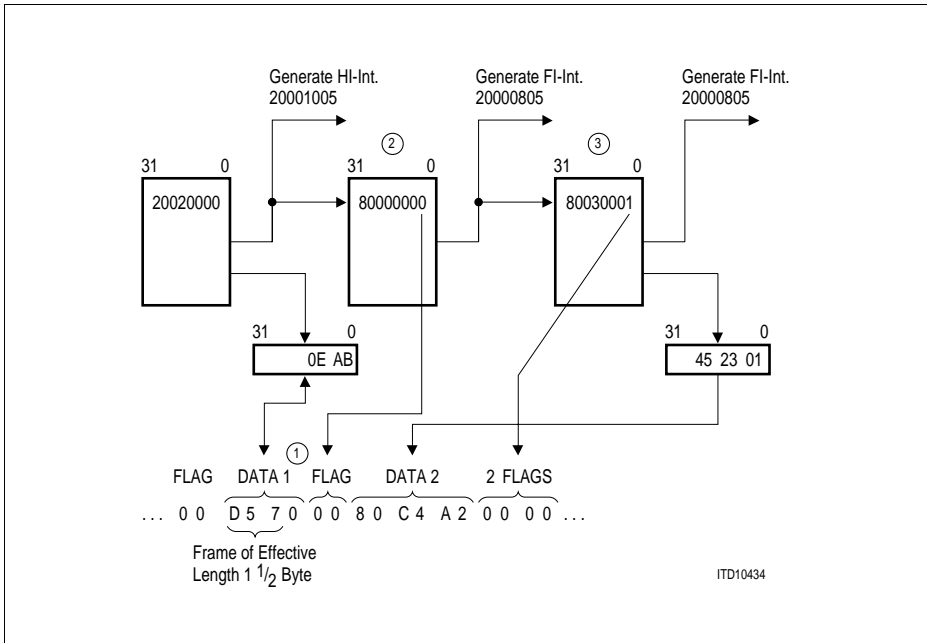 Generate HI-Int. Generate FI-Int. Generate FI-Int.
20001005 20000805 20000805
2 3
31 0 31 0 31 0
20020000 80000000 80030001
31 0 31 0
0E AB 45 23 01
1
FLAG DATA 1 FLAG DATA 2 2 FLAGS
... 0 0 D 5 7 0 0 0 8 0 C 4 A 2 0 0 0 0 ...
Frame of Effective
Length 1 1/2 Byte
ITD10434